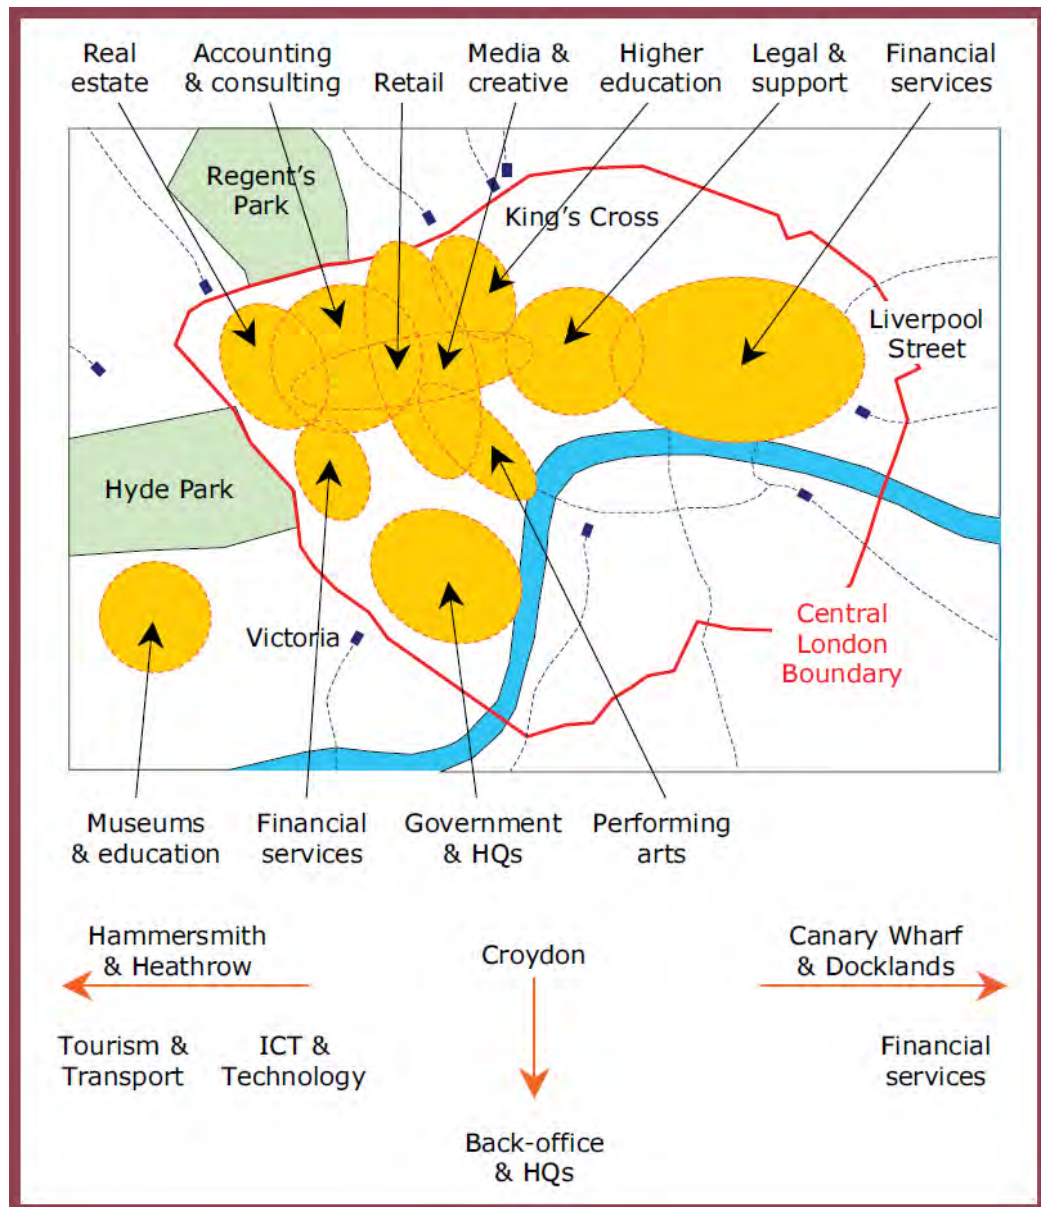 Real
estate
Accounting
& consulting
Retail
Media &
creative
Higher
education
Legal &
support
Financial
services
Regent's
Park
King's Cross
Liverpool
Street
Hyde Park
Victoria
Central
London
Boundary
Museums
& education
Financial
services
Government
& HQs
Performing
arts
Hammersmith
& Heathrow
Croydon
Canary Wharf
& Docklands
Tourism &
Transport
ICT &
Technology
Financial
services
Back-office
& HQs